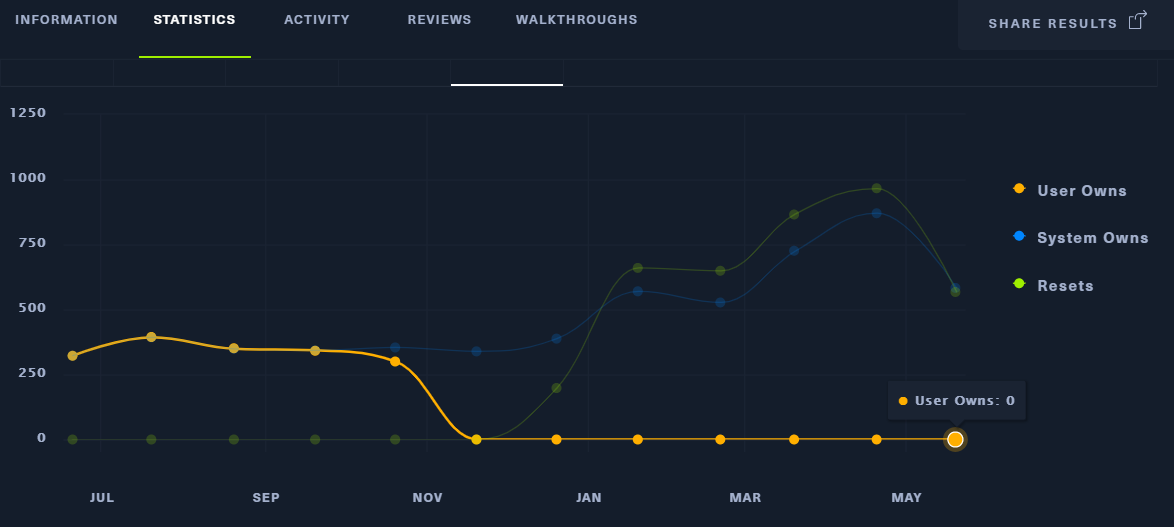 INFORMATION STATISTICS ACTIVITY REVIEWS WALKTHROUGHS SHARE RESULTS
1250
1000
750
500
250
0
User Owns
System Owns
Resets
User Owns: 0
JUL SEP NOV JAN MAR MAY